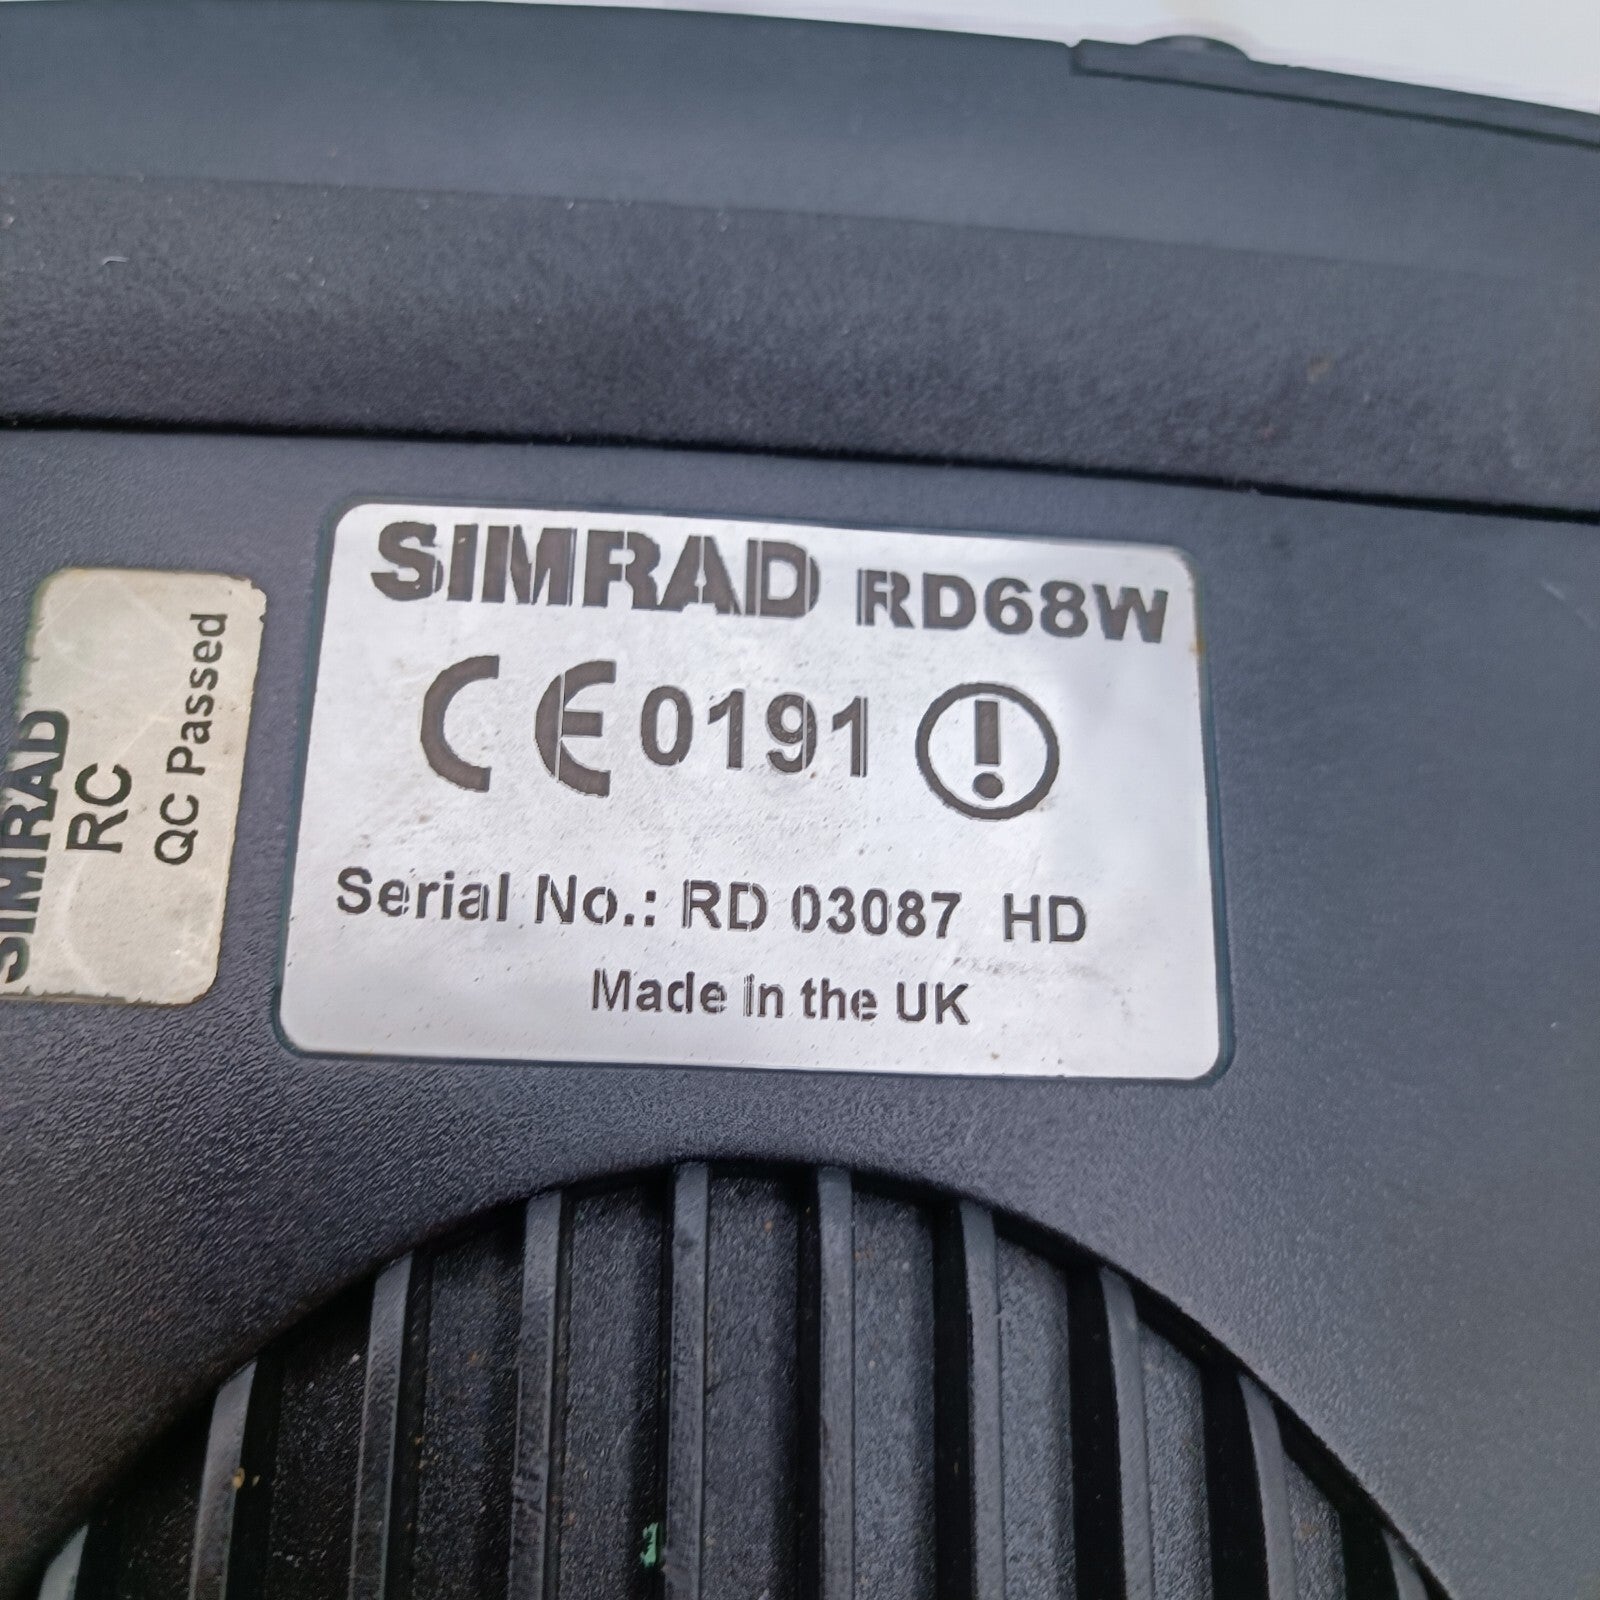 SIMRAD RD68W
CE 0191
Serial No.: RD 03087 HD
Made in the UK
SIMRAD
RC
QC Passed